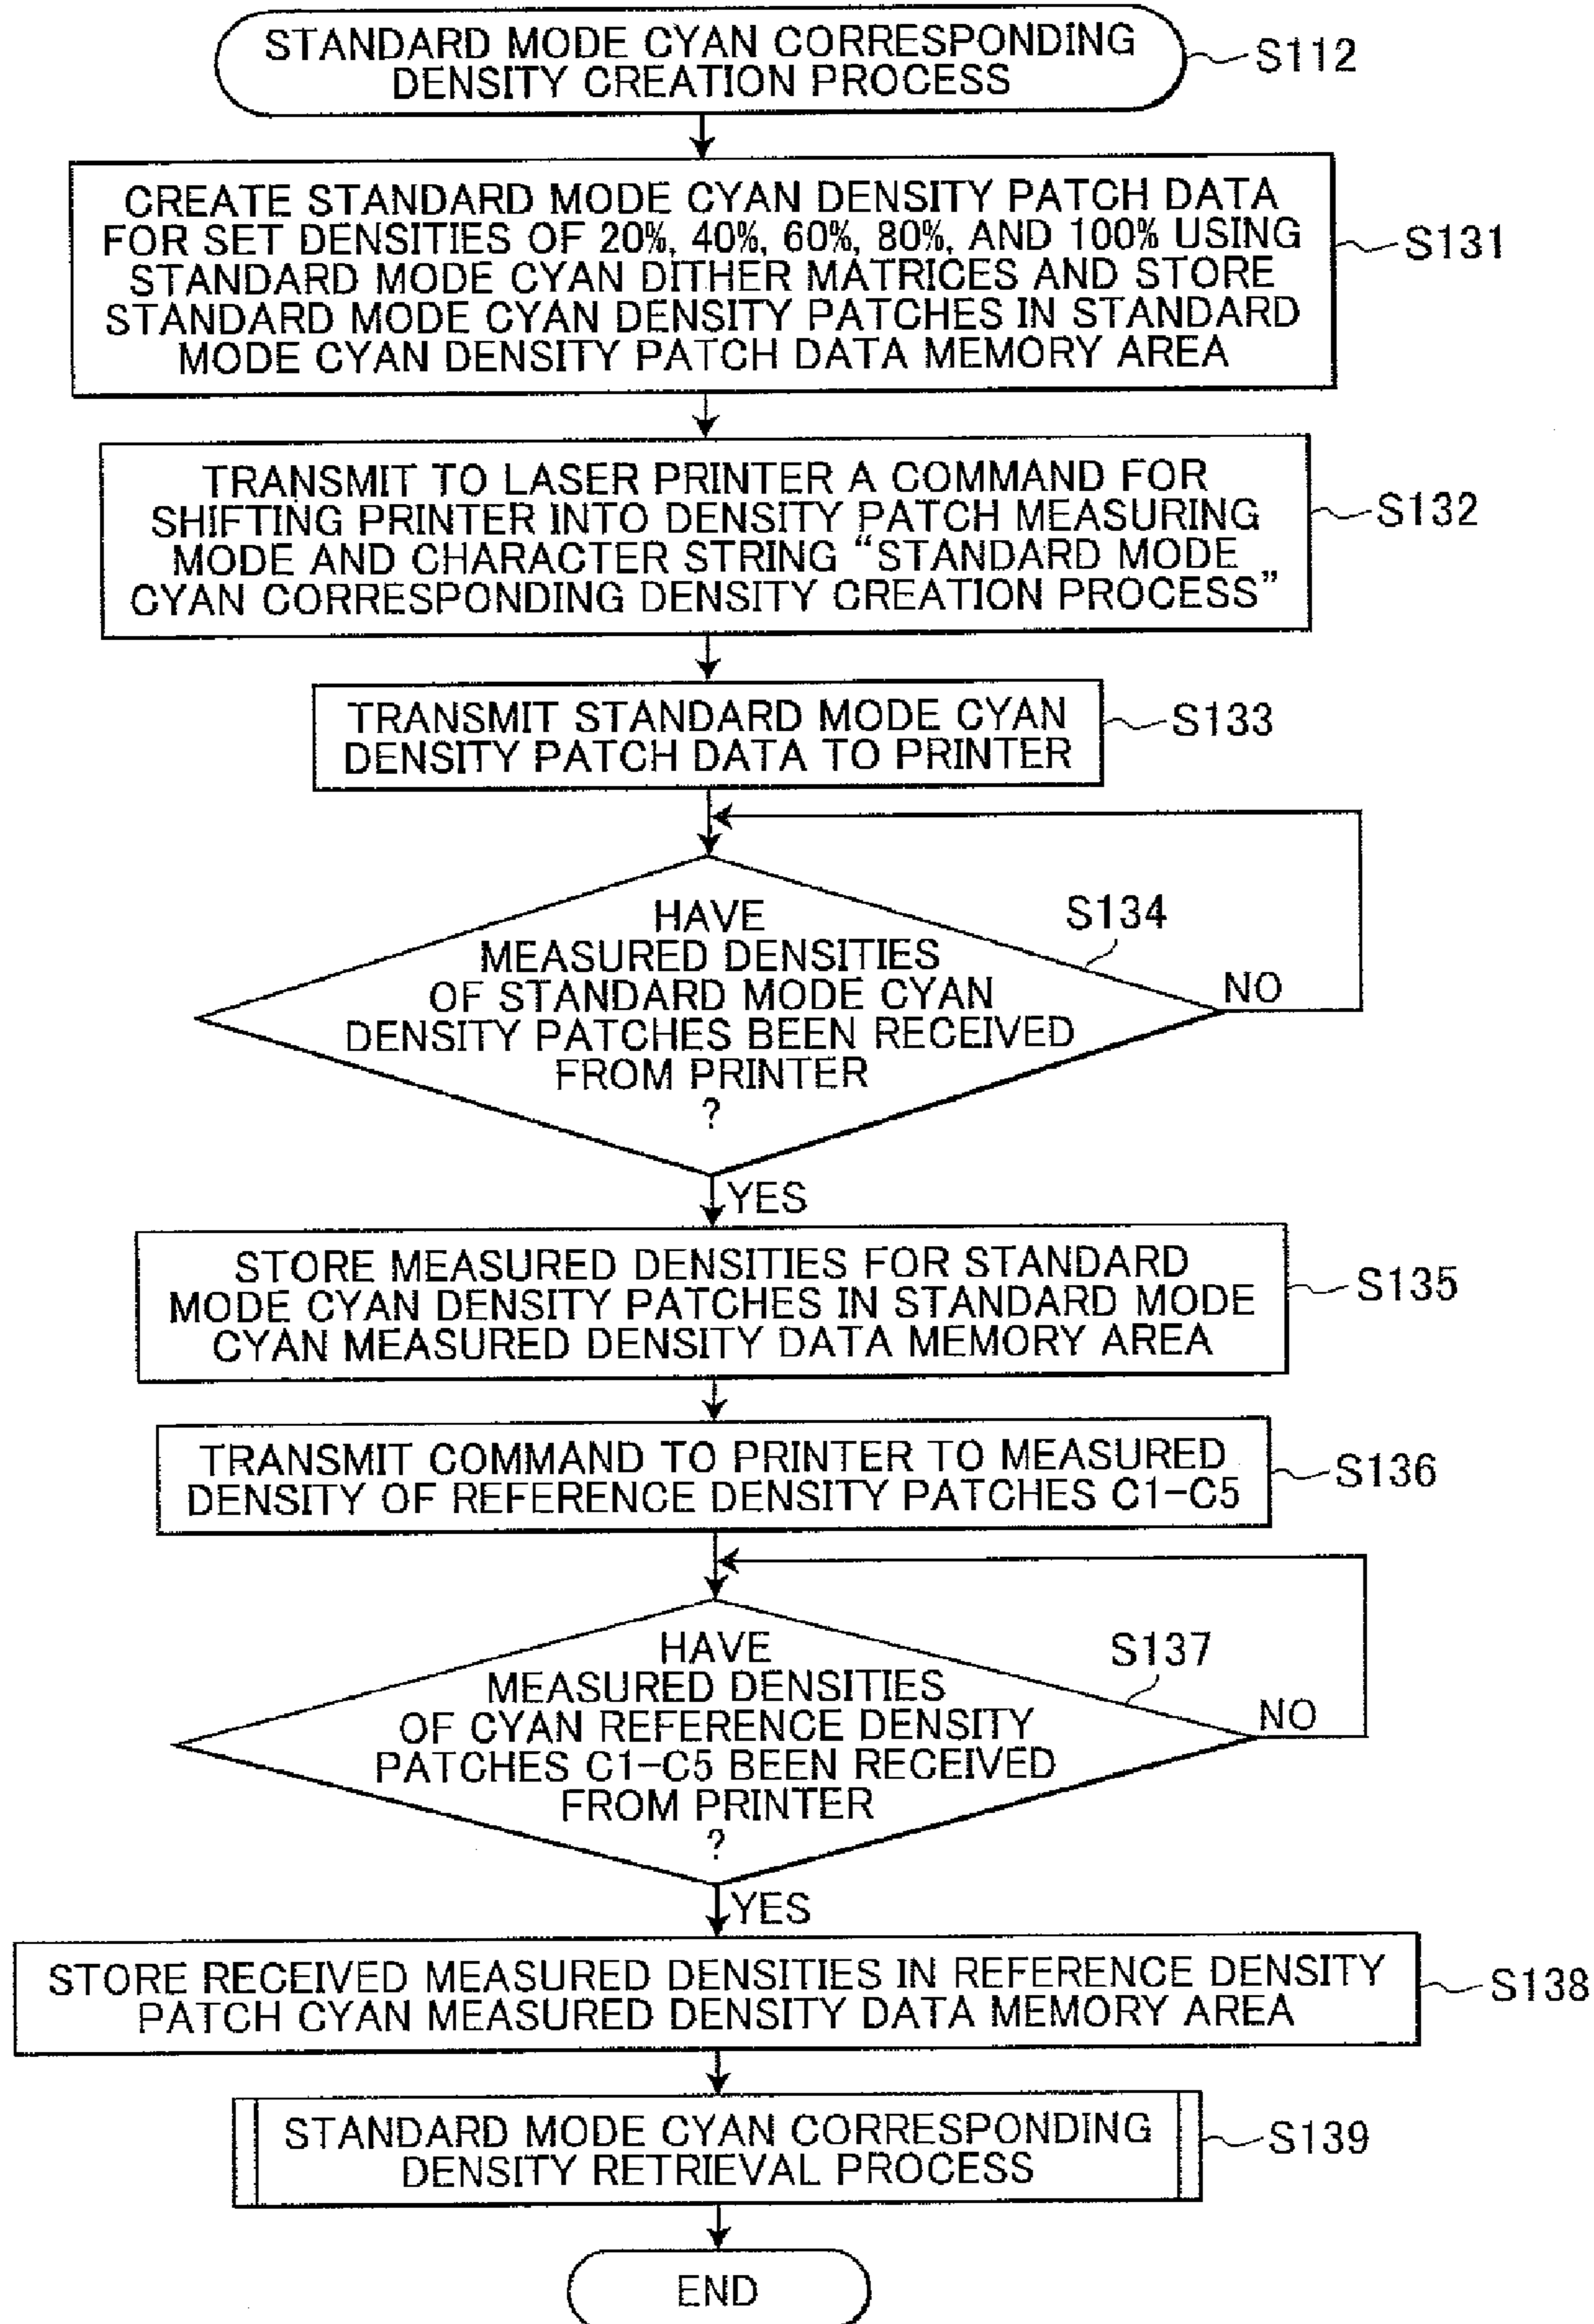 STANDARD MODE CYAN CORRESPONDING
DENSITY CREATION PROCESS
S112
CREATE STANDARD MODE CYAN DENSITY PATCH DATA
FOR SET DENSITIES OF 20%, 40%, 60%, 80%, AND 100% USING
STANDARD MODE CYAN DITHER MATRICES AND STORE
STANDARD MODE CYAN DENSITY PATCHES IN STANDARD
MODE CYAN DENSITY PATCH DATA MEMORY AREA
S131
TRANSMIT TO LASER PRINTER A COMMAND FOR
SHIFTING PRINTER INTO DENSITY PATCH MEASURING
MODE AND CHARACTER STRING “STANDARD MODE
CYAN CORRESPONDING DENSITY CREATION PROCESS”
S132
TRANSMIT STANDARD MODE CYAN
DENSITY PATCH DATA TO PRINTER
S133
HAVE
MEASURED DENSITIES
OF STANDARD MODE CYAN
DENSITY PATCHES BEEN RECEIVED
FROM PRINTER
?
S134
NO
YES
STORE MEASURED DENSITIES FOR STANDARD
MODE CYAN DENSITY PATCHES IN STANDARD MODE
CYAN MEASURED DENSITY DATA MEMORY AREA
S135
TRANSMIT COMMAND TO PRINTER TO MEASURED
DENSITY OF REFERENCE DENSITY PATCHES C1-C5
S136
HAVE
MEASURED DENSITIES
OF CYAN REFERENCE DENSITY
PATCHES C1-C5 BEEN RECEIVED
FROM PRINTER
?
S137
NO
YES
STORE RECEIVED MEASURED DENSITIES IN REFERENCE DENSITY
PATCH CYAN MEASURED DENSITY DATA MEMORY AREA
S138
STANDARD MODE CYAN CORRESPONDING
DENSITY RETRIEVAL PROCESS
S139
END